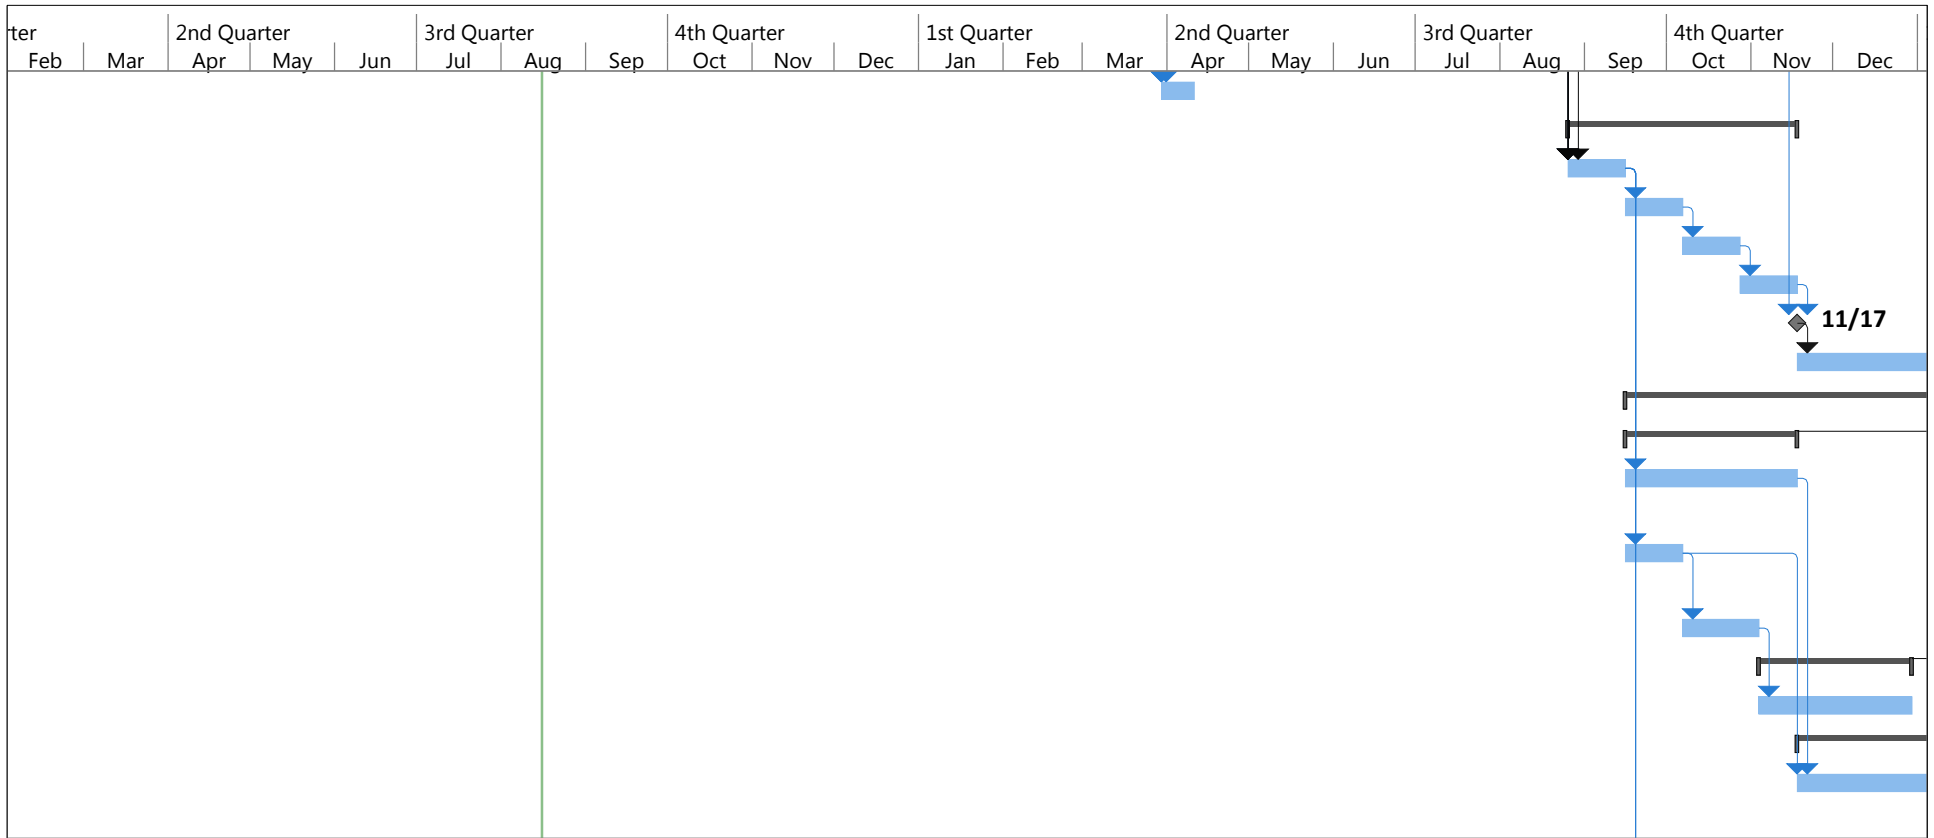 ter 2nd Quarter 3rd Quarter 4th Quarter 1st Quarter 2nd Quarter 3rd Quarter 4th Quarter
Feb Mar Apr May Jun Jul Aug Sep Oct Nov Dec Jan Feb Mar Apr May Jun Jul Aug Sep Oct Nov Dec
11/17